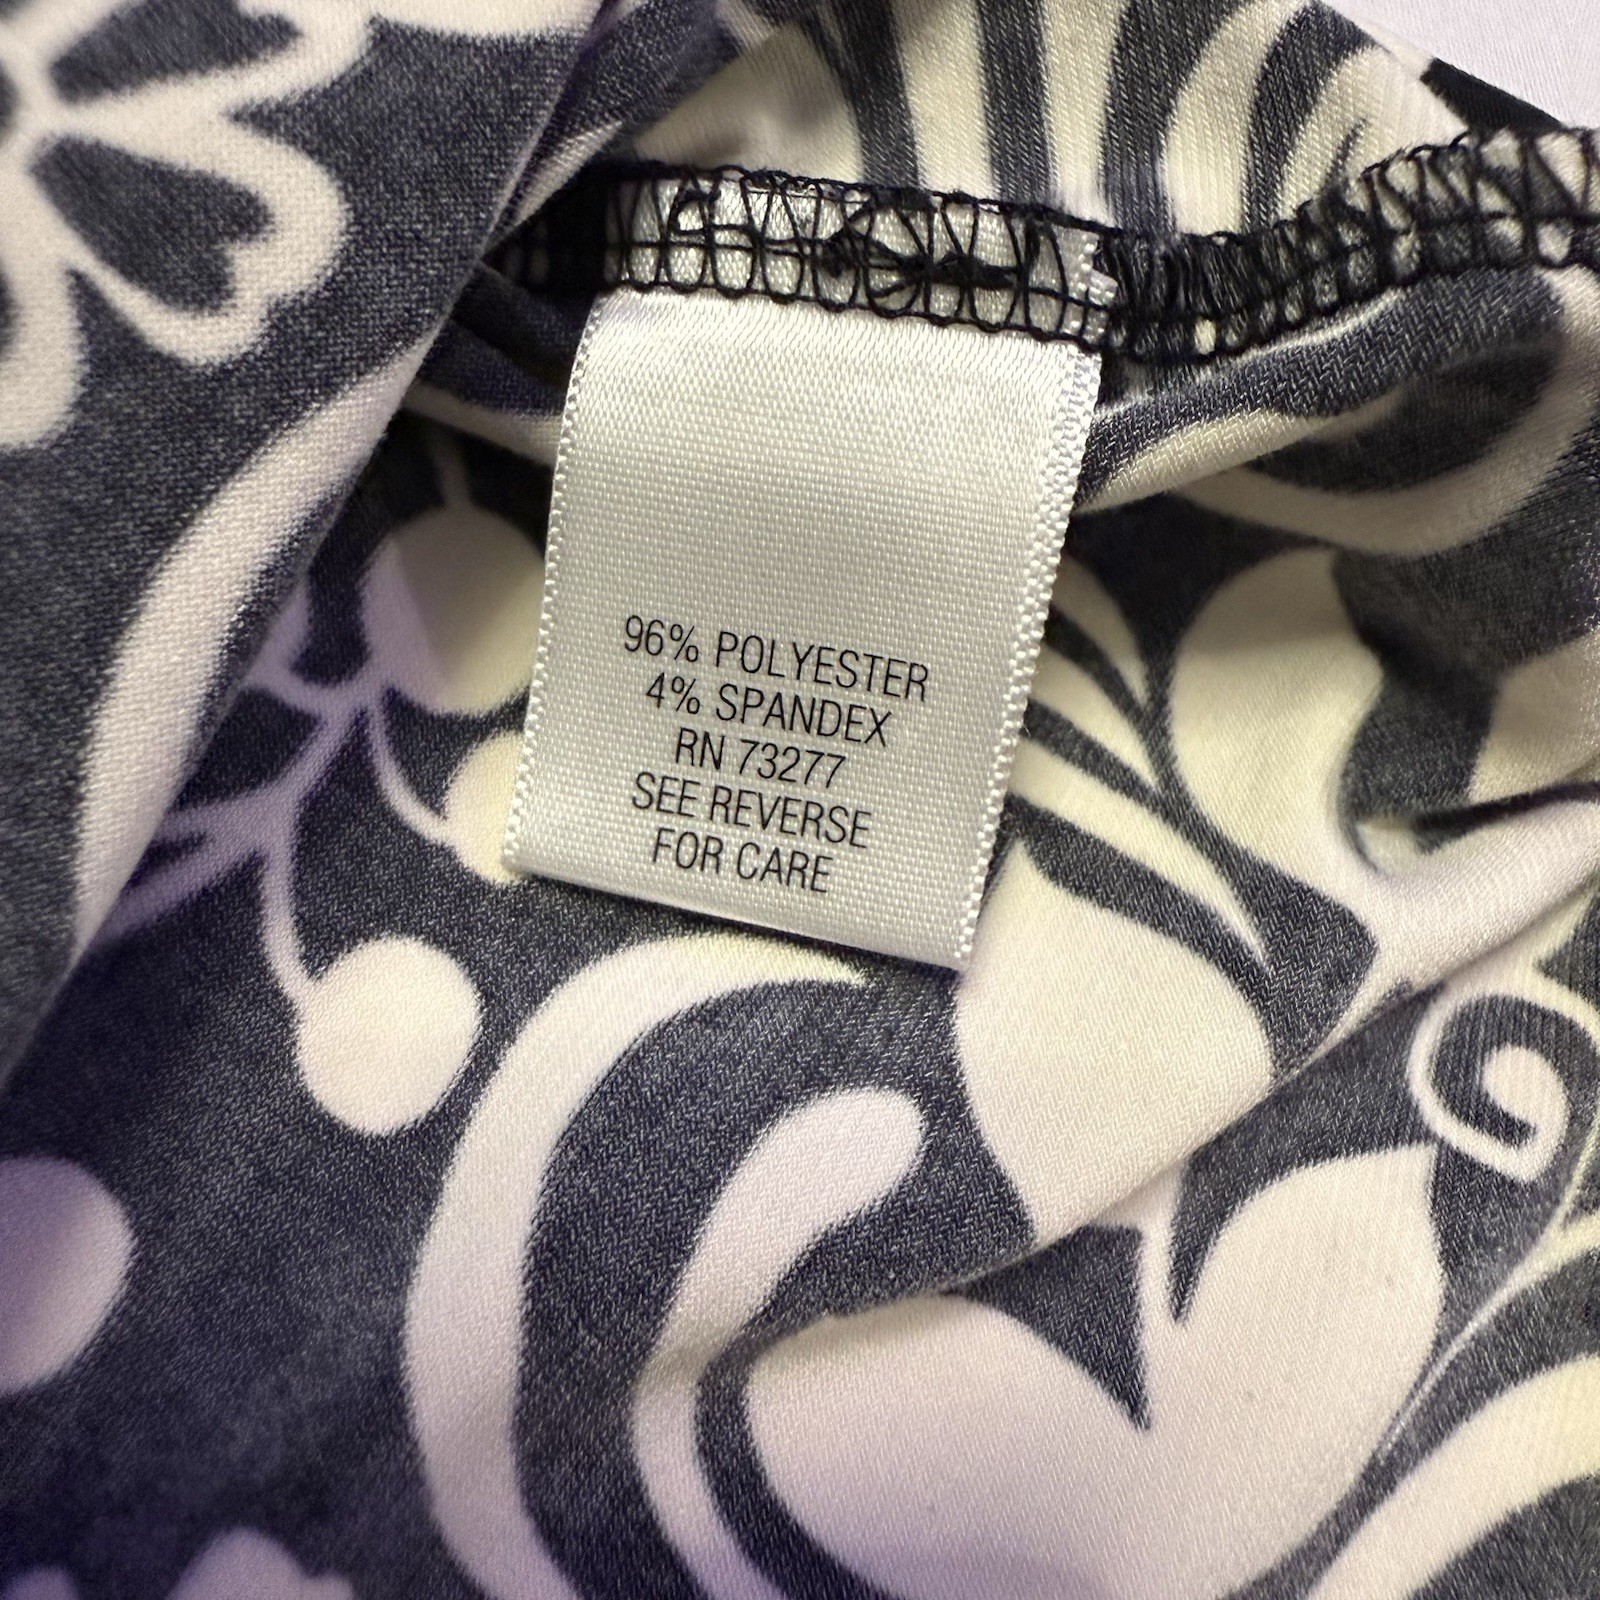 96% POLYESTER
4% SPANDEX
RN 73277
SEE REVERSE
FOR CARE